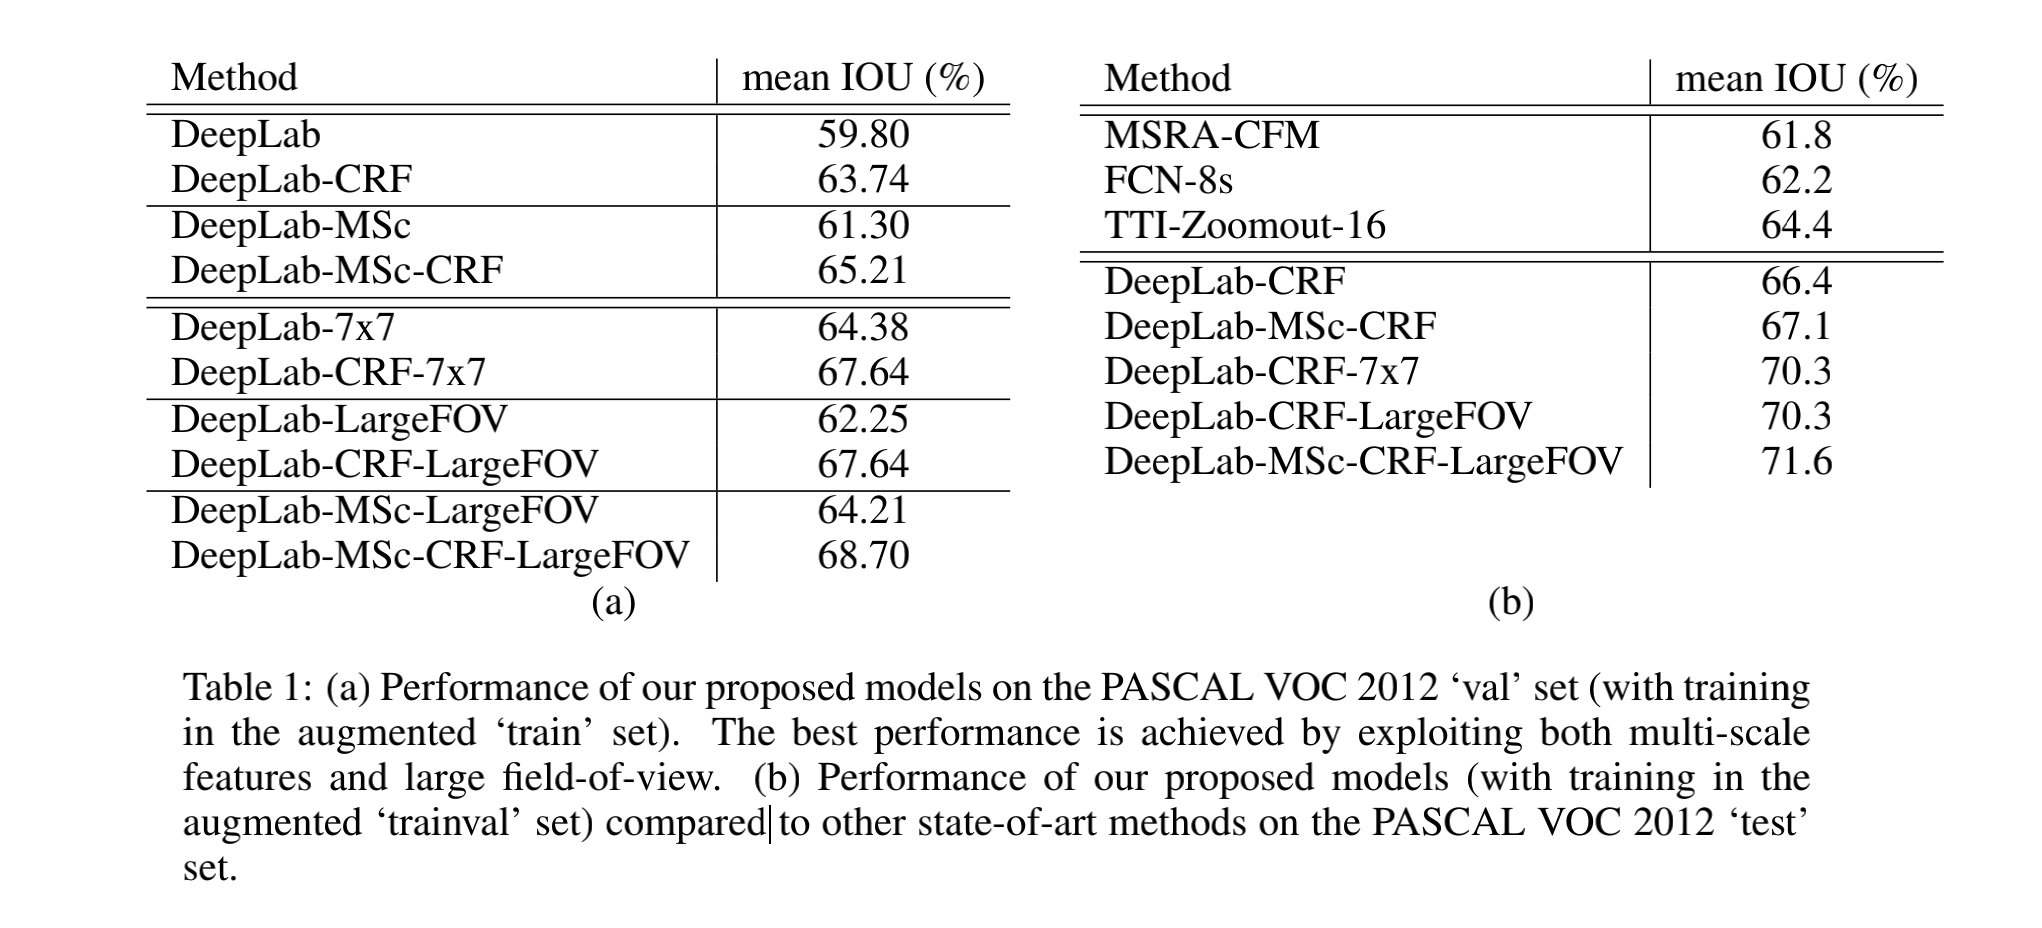 Method mean IOU (%)
DeepLab 59.80
DeepLab-CRF 63.74
DeepLab-MSc 61.30
DeepLab-MSc-CRF 65.21
DeepLab-7x7 64.38
DeepLab-CRF-7x7 67.64
DeepLab-LargeFOV 62.25
DeepLab-CRF-LargeFOV 67.64
DeepLab-MSc-LargeFOV 64.21
DeepLab-MSc-CRF-LargeFOV 68.70
(a)
Method mean IOU (%)
MSRA-CFM 61.8
FCN-8s 62.2
TTI-Zoomout-16 64.4
DeepLab-CRF 66.4
DeepLab-MSc-CRF 67.1
DeepLab-CRF-7x7 70.3
DeepLab-CRF-LargeFOV 70.3
DeepLab-MSc-CRF-LargeFOV 71.6
(b)
Table 1: (a) Performance of our proposed models on the PASCAL VOC 2012 ‘val’ set (with training
in the augmented ‘train’ set). The best performance is achieved by exploiting both multi-scale
features and large field-of-view. (b) Performance of our proposed models (with training in the
augmented ‘trainval’ set) compared to other state-of-art methods on the PASCAL VOC 2012 ‘test’
set.